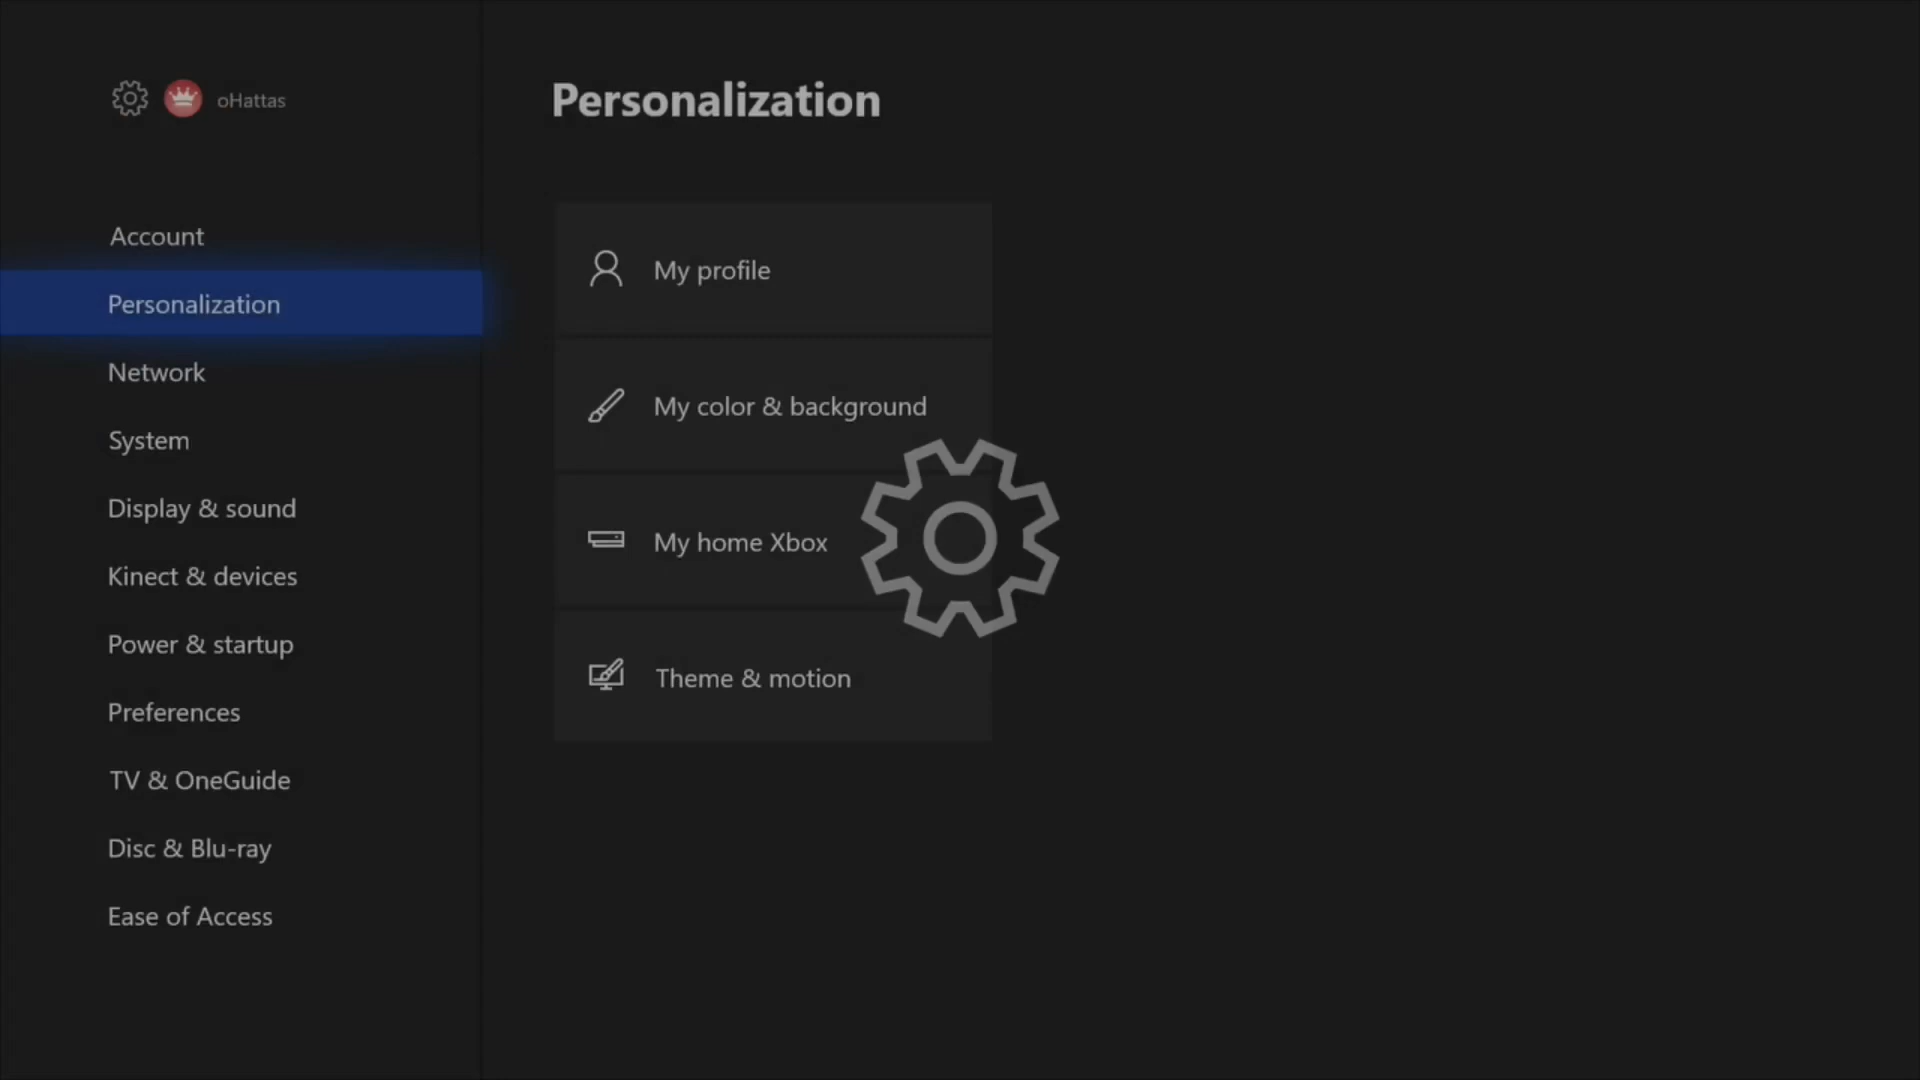 oHattas
Account
Personalization
Network
System
Display & sound
Kinect & devices
Power & startup
Preferences
TV & OneGuide
Disc & Blu-ray
Ease of Access
Personalization
My profile
My color & background
My home Xbox
Theme & motion